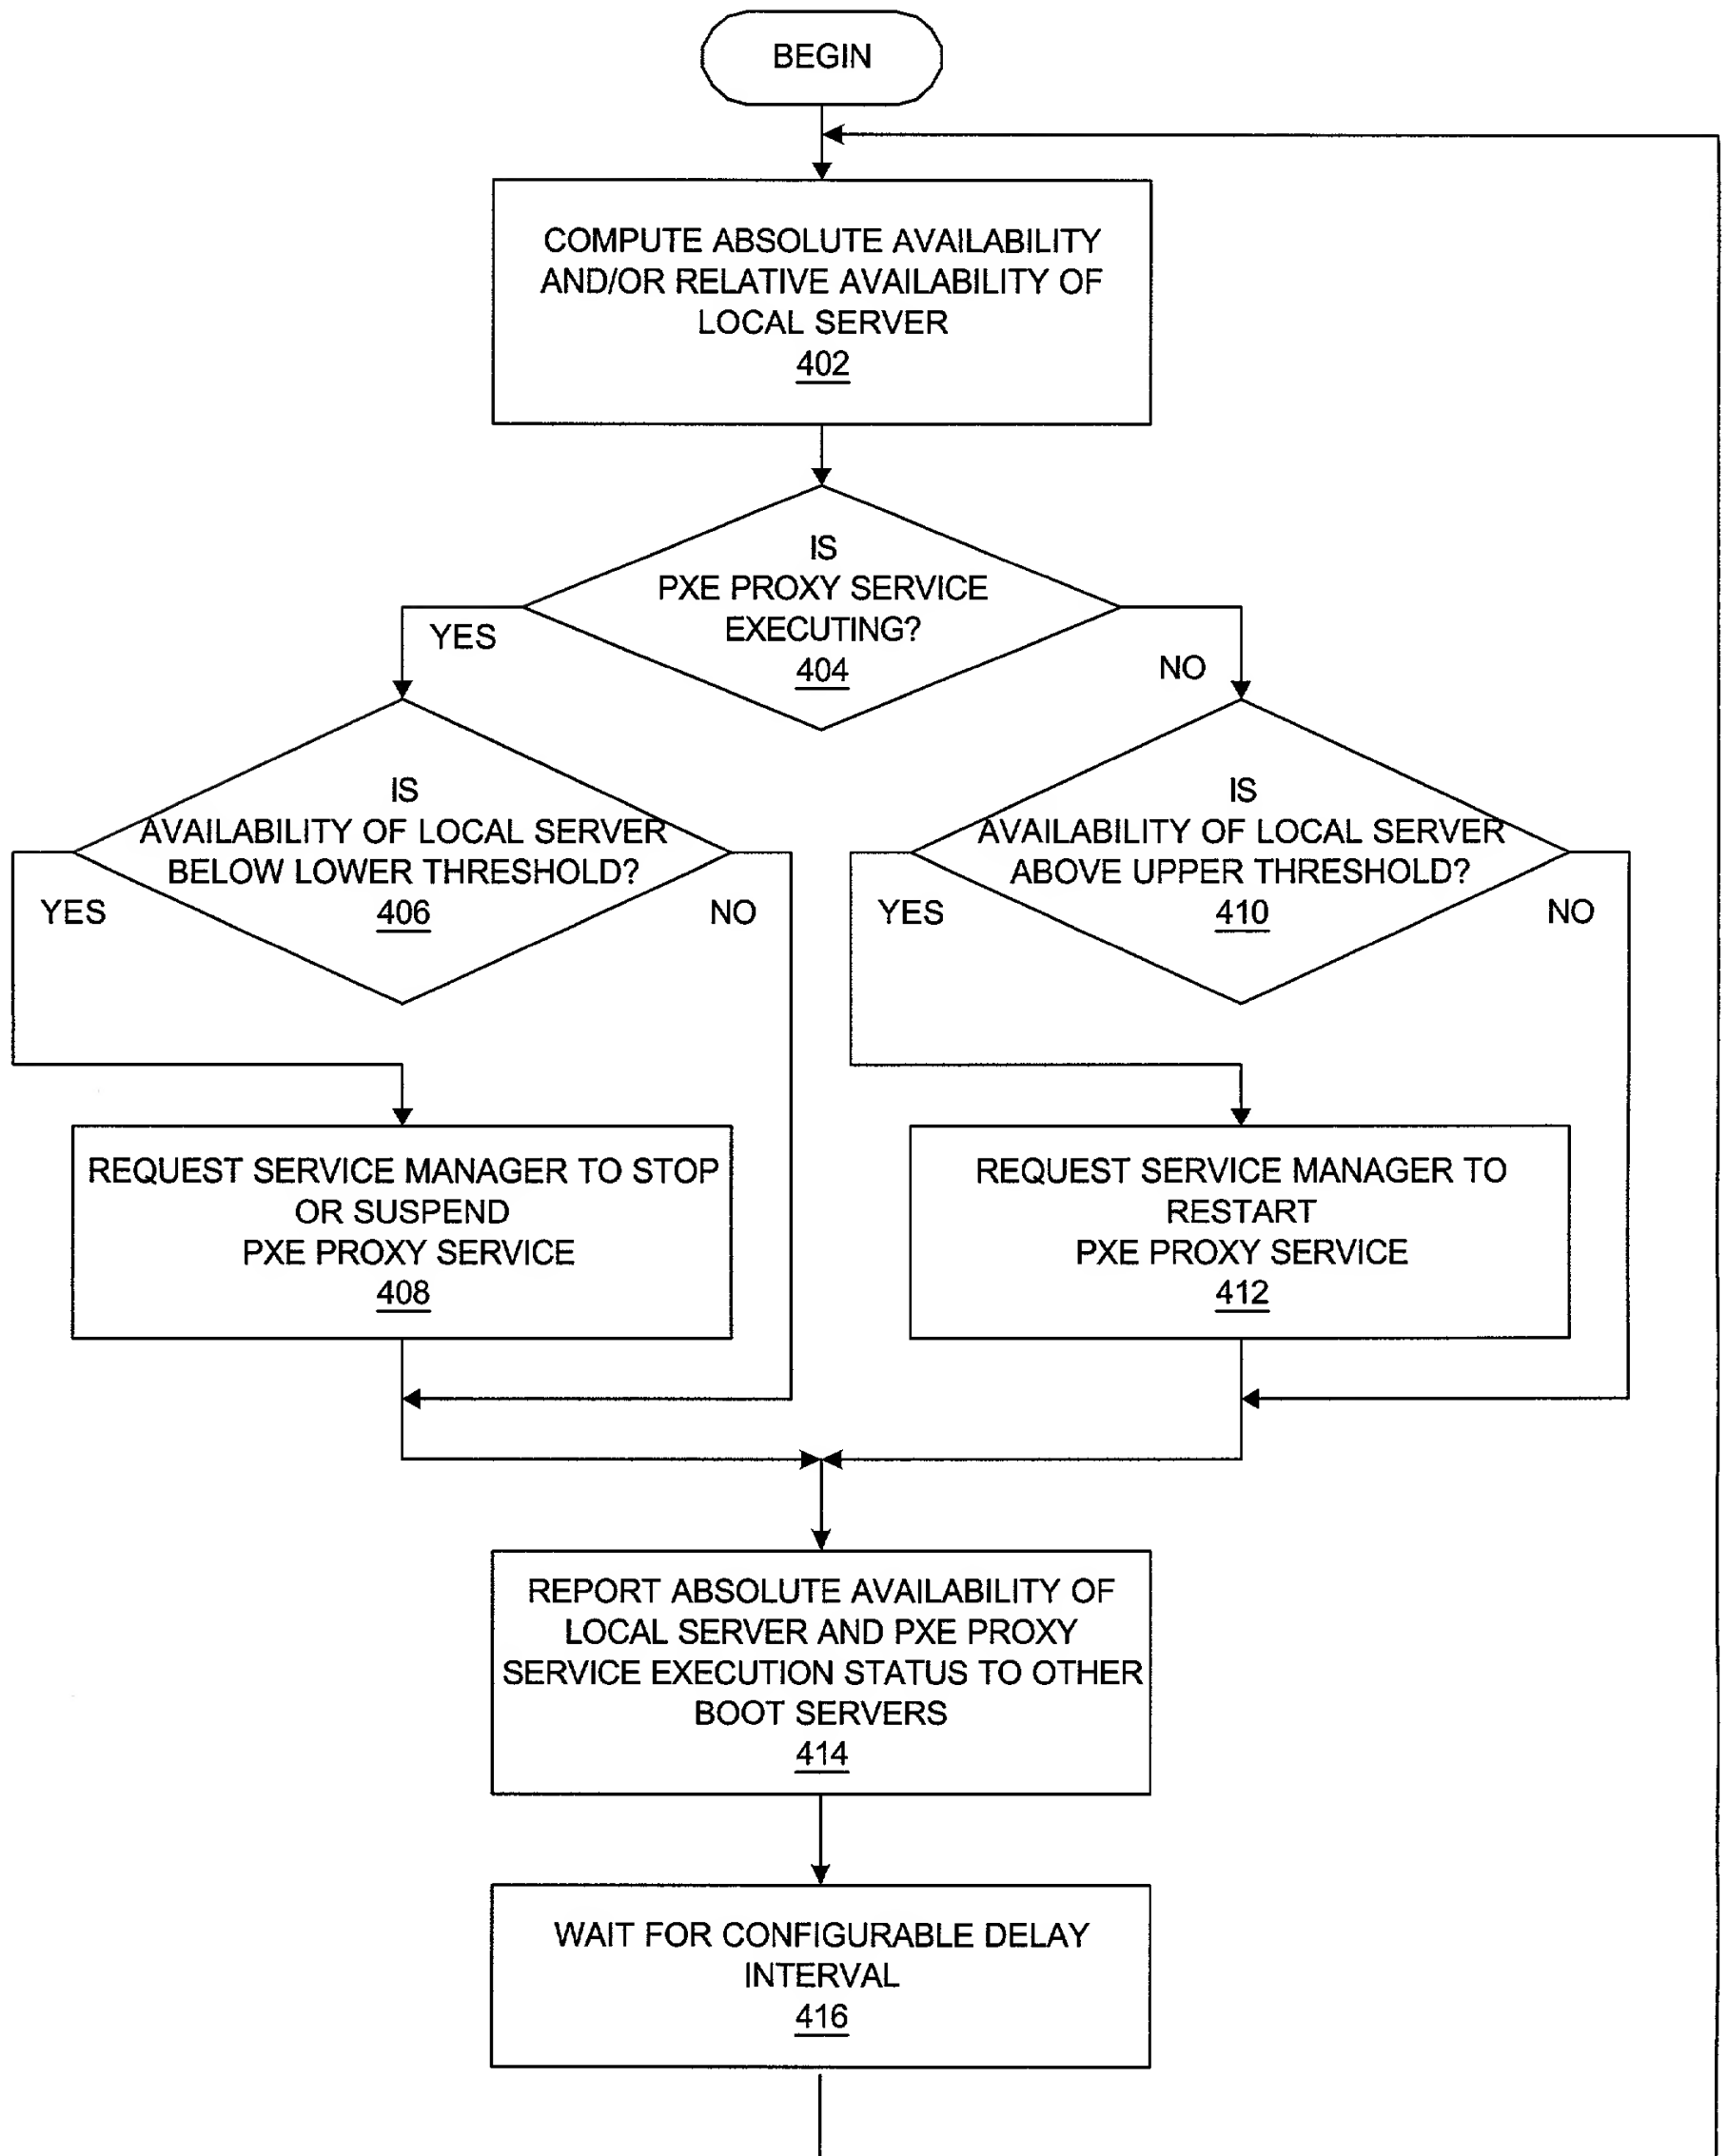 BEGIN
COMPUTE ABSOLUTE AVAILABILITY
AND/OR RELATIVE AVAILABILITY OF
LOCAL SERVER
402
IS
PXE PROXY SERVICE
EXECUTING?
404
YES
NO
IS
AVAILABILITY OF LOCAL SERVER
BELOW LOWER THRESHOLD?
406
YES
NO
IS
AVAILABILITY OF LOCAL SERVER
ABOVE UPPER THRESHOLD?
410
YES
NO
REQUEST SERVICE MANAGER TO STOP
OR SUSPEND
PXE PROXY SERVICE
408
REQUEST SERVICE MANAGER TO
RESTART
PXE PROXY SERVICE
412
REPORT ABSOLUTE AVAILABILITY OF
LOCAL SERVER AND PXE PROXY
SERVICE EXECUTION STATUS TO OTHER
BOOT SERVERS
414
WAIT FOR CONFIGURABLE DELAY
INTERVAL
416